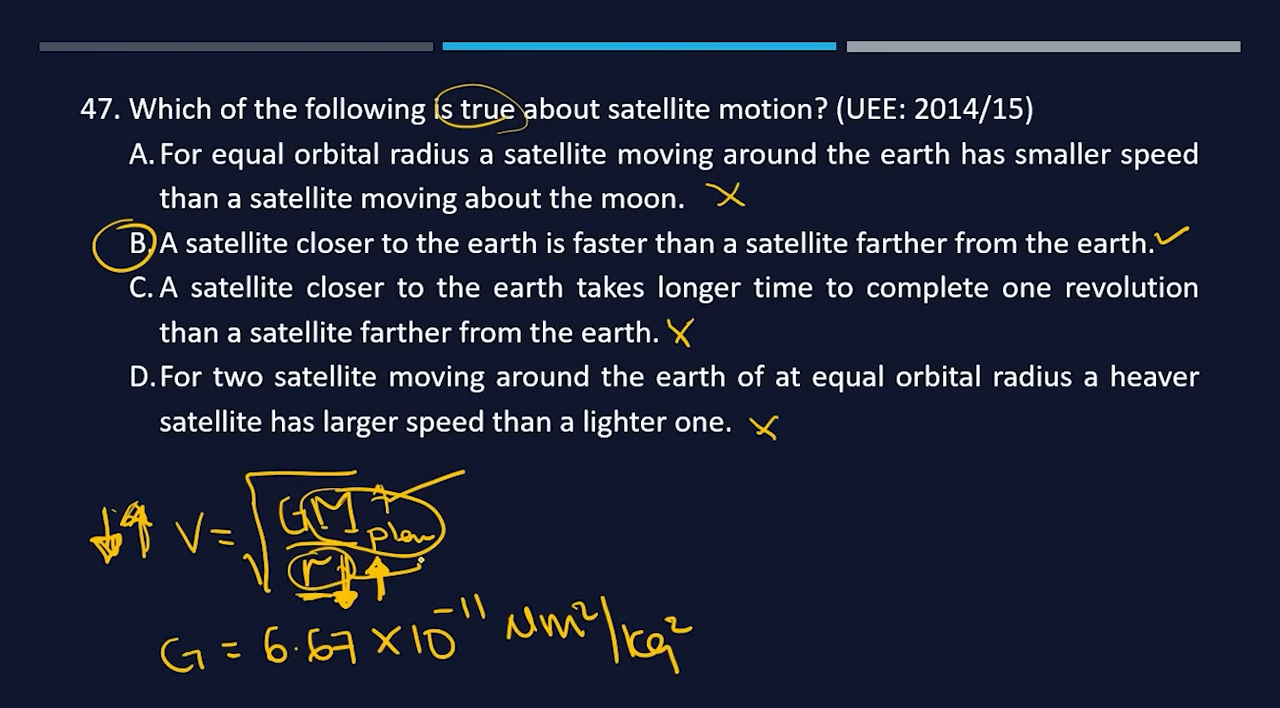 47. Which of the following is true about satellite motion? (UEE: 2014/15)
A. For equal orbital radius a satellite moving around the earth has smaller speed
than a satellite moving about the moon. X
B. A satellite closer to the earth is faster than a satellite farther from the earth. ✓
C. A satellite closer to the earth takes longer time to complete one revolution
than a satellite farther from the earth. X
D. For two satellite moving around the earth of at equal orbital radius a heaver
satellite has larger speed than a lighter one. X
↓↑ V = √ GM ↑
plan
r ↓ ↑
G = 6.67 × 10⁻¹¹ Nm²/kg²